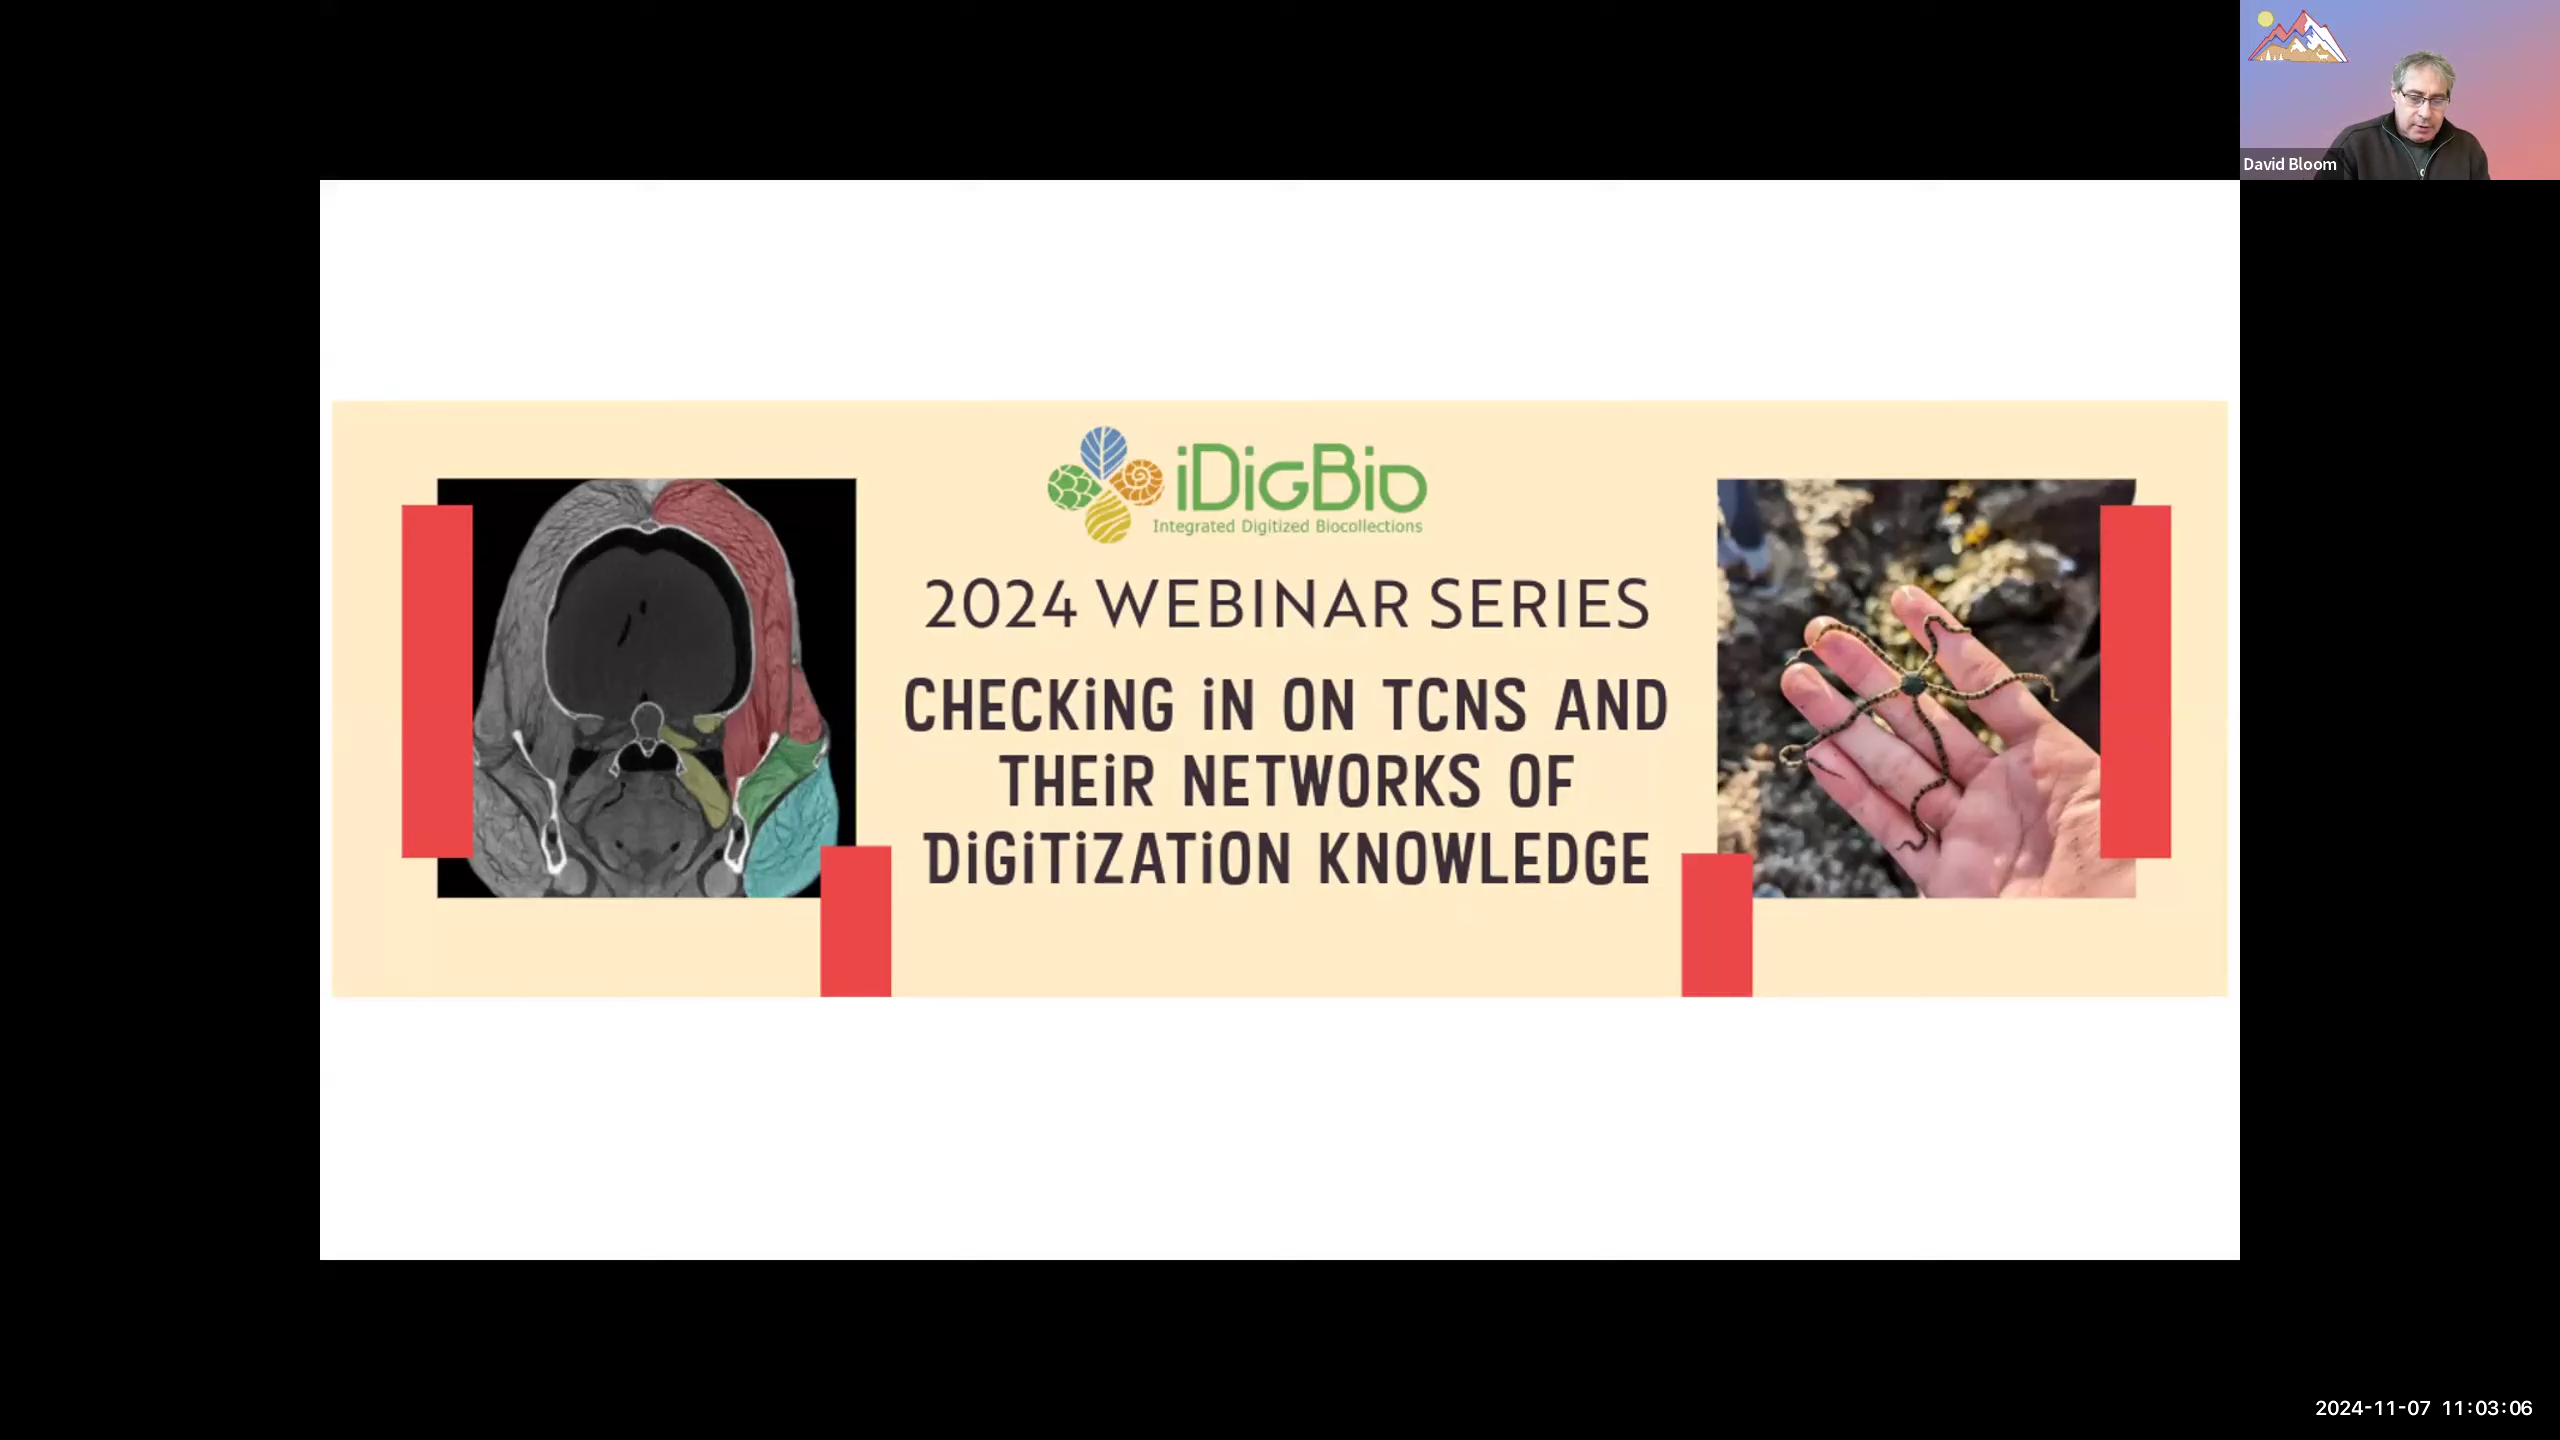 David Bloom
iDigBio
Integrated Digitized Biocollections
2024 WEBINAR SERIES
CHECKiNG iN ON TCNS AND
THEiR NETWORKS OF
DiGiTiZATiON KNOWLEDGE
2024-11-07 11:03:06